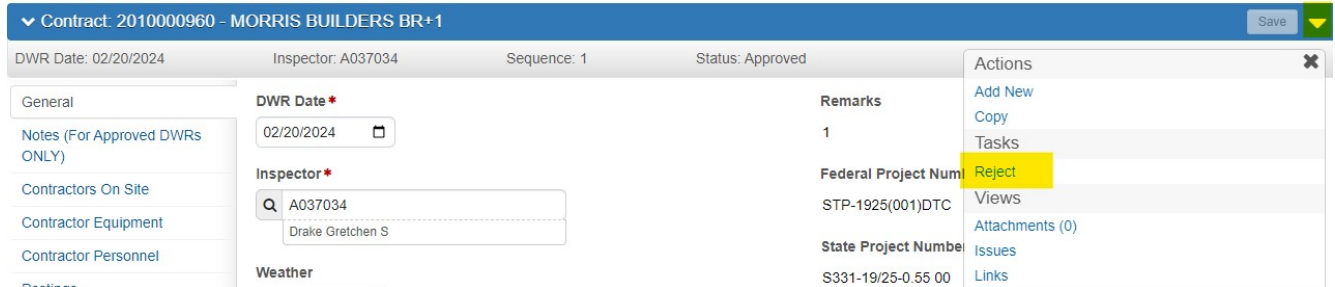 Contract: 2010000960 - MORRIS BUILDERS BR+1
Save
DWR Date: 02/20/2024
Inspector: A037034
Sequence: 1
Status: Approved
General
Notes (For Approved DWRs
ONLY)
Contractors On Site
Contractor Equipment
Contractor Personnel
DWR Date*
02/20/2024
Inspector*
A037034
Drake Gretchen S
Weather
Remarks
1
Federal Project Num
STP-1925(001)DTC
State Project Number
S331-19/25-0.55 00
Actions
Add New
Copy
Tasks
Reject
Views
Attachments (0)
Issues
Links